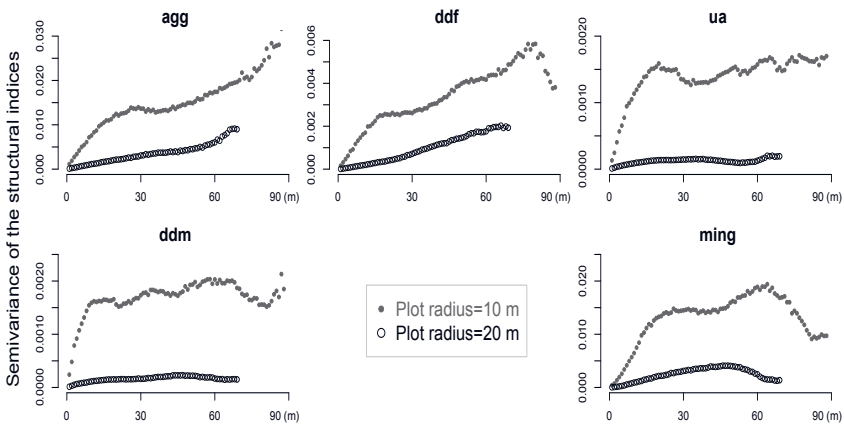 agg
ddf
ua
Semivariance of the structural indices
0.000 0.010 0.020 0.030
0 30 60 90 (m)
0.000 0.002 0.004 0.006
0 30 60 90 (m)
0.0000 0.0010 0.0020
0 30 60 90 (m)
ddm
ming
0.0000 0.0010 0.0020
0 30 60 90 (m)
Plot radius=10 m
Plot radius=20 m
0.000 0.010 0.020
0 30 60 90 (m)